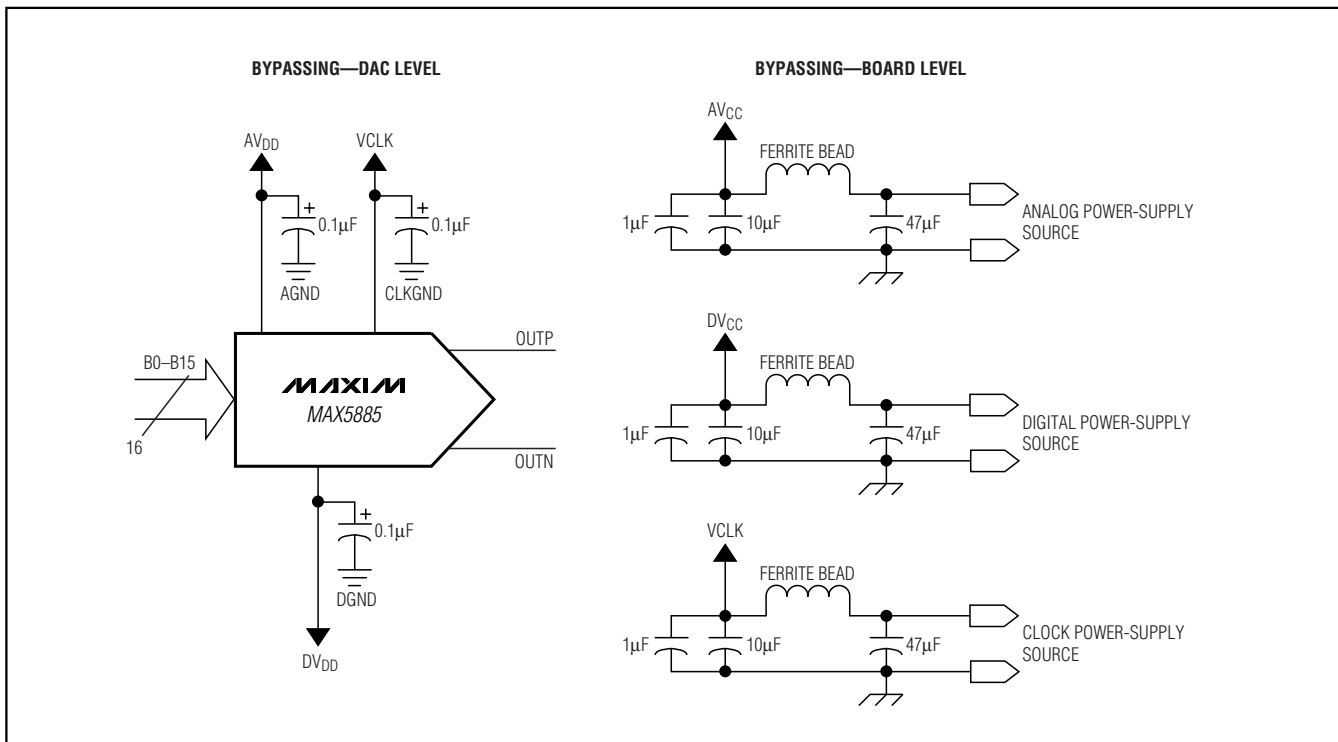 BYPASSING—DAC LEVEL
AVDD
VCLK
+
0.1µF
+
0.1µF
AGND
CLKGND
OUTP
B0–B15
MAXIM
MAX5885
16
OUTN
+
0.1µF
DGND
DVDD
BYPASSING—BOARD LEVEL
AVCC
FERRITE BEAD
1µF
10µF
47µF
ANALOG POWER-SUPPLY
SOURCE
DVCC
FERRITE BEAD
1µF
10µF
47µF
DIGITAL POWER-SUPPLY
SOURCE
VCLK
FERRITE BEAD
1µF
10µF
47µF
CLOCK POWER-SUPPLY
SOURCE